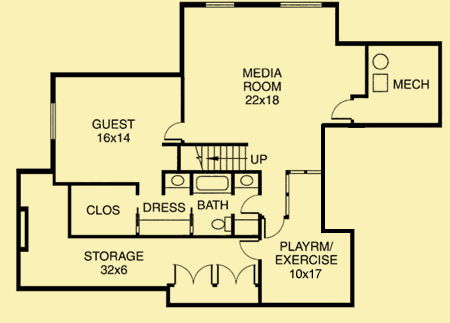 MEDIA
ROOM
22x18
MECH
GUEST
16x14
UP
CLOS
DRESS
BATH
STORAGE
32x6
PLAYRM/
EXERCISE
10x17